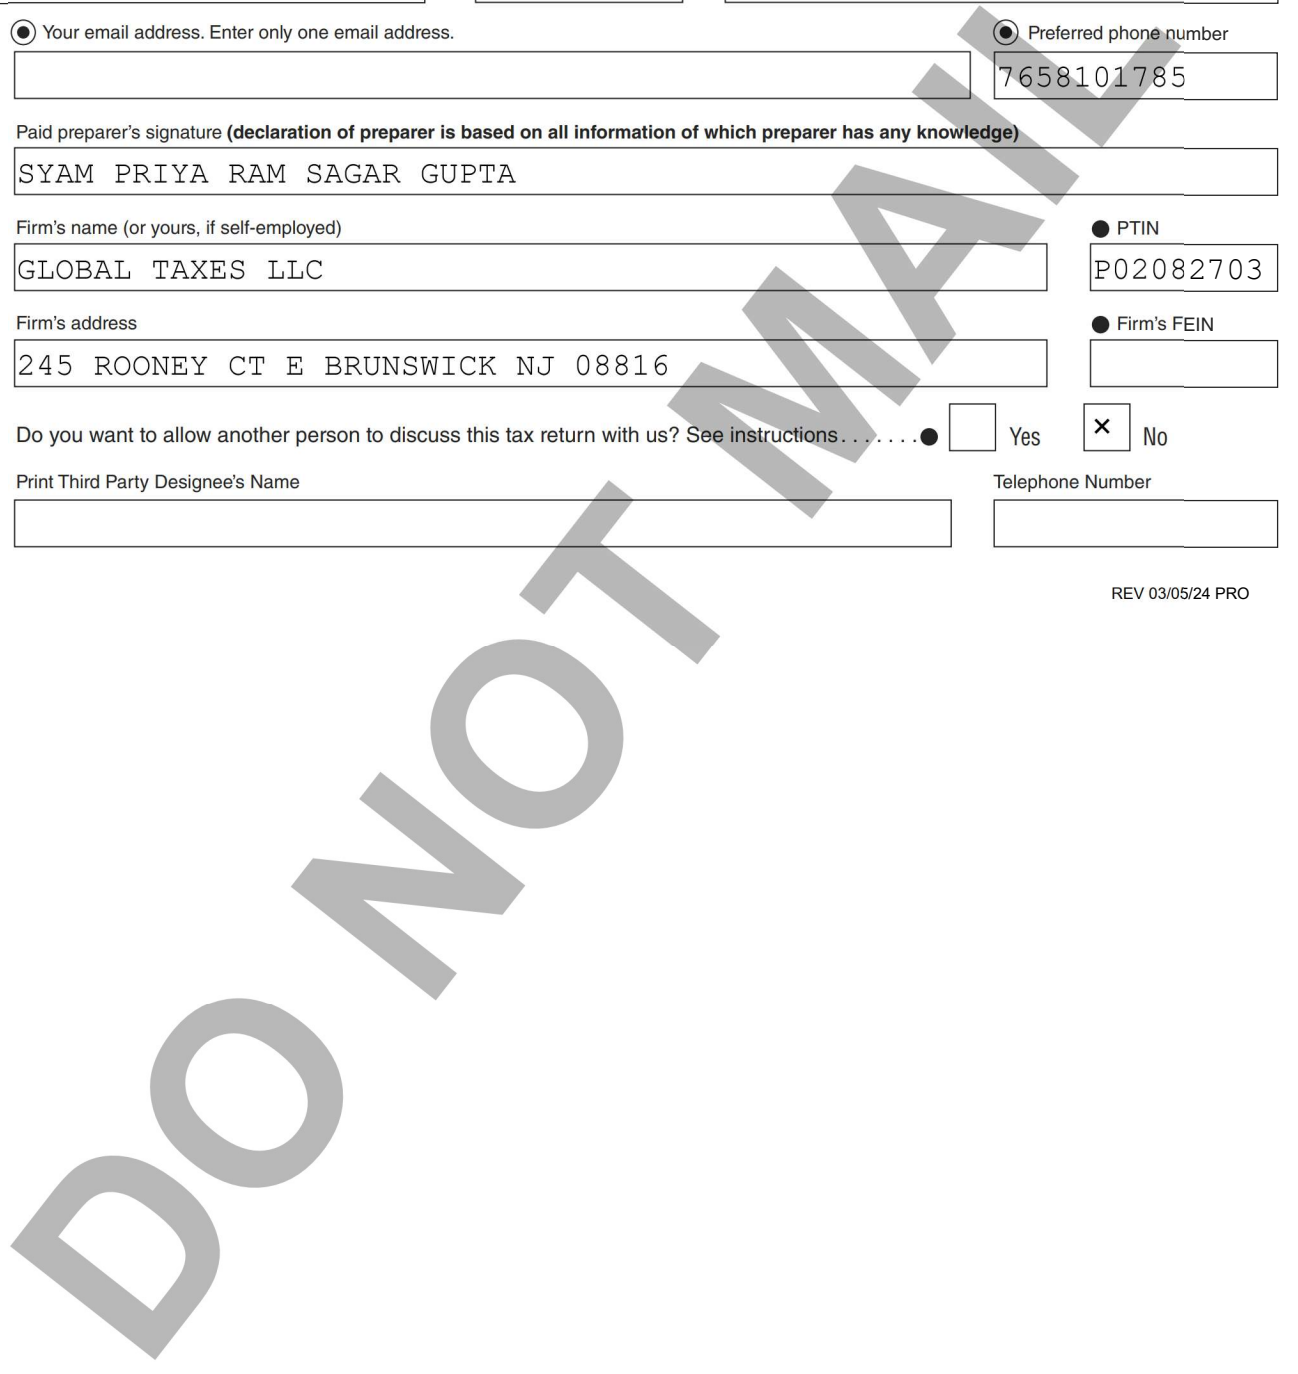 Your email address. Enter only one email address. Preferred phone number
7658101785
Paid preparer's signature (declaration of preparer is based on all information of which preparer has any knowledge)
SYAM PRIYA RAM SAGAR GUPTA
Firm's name (or yours, if self-employed) PTIN
GLOBAL TAXES LLC P02082703
Firm's address Firm's FEIN
245 ROONEY CT E BRUNSWICK NJ 08816
Do you want to allow another person to discuss this tax return with us? See instructions....... Yes × No
Print Third Party Designee's Name Telephone Number
REV 03/05/24 PRO
DO NOT MAIL